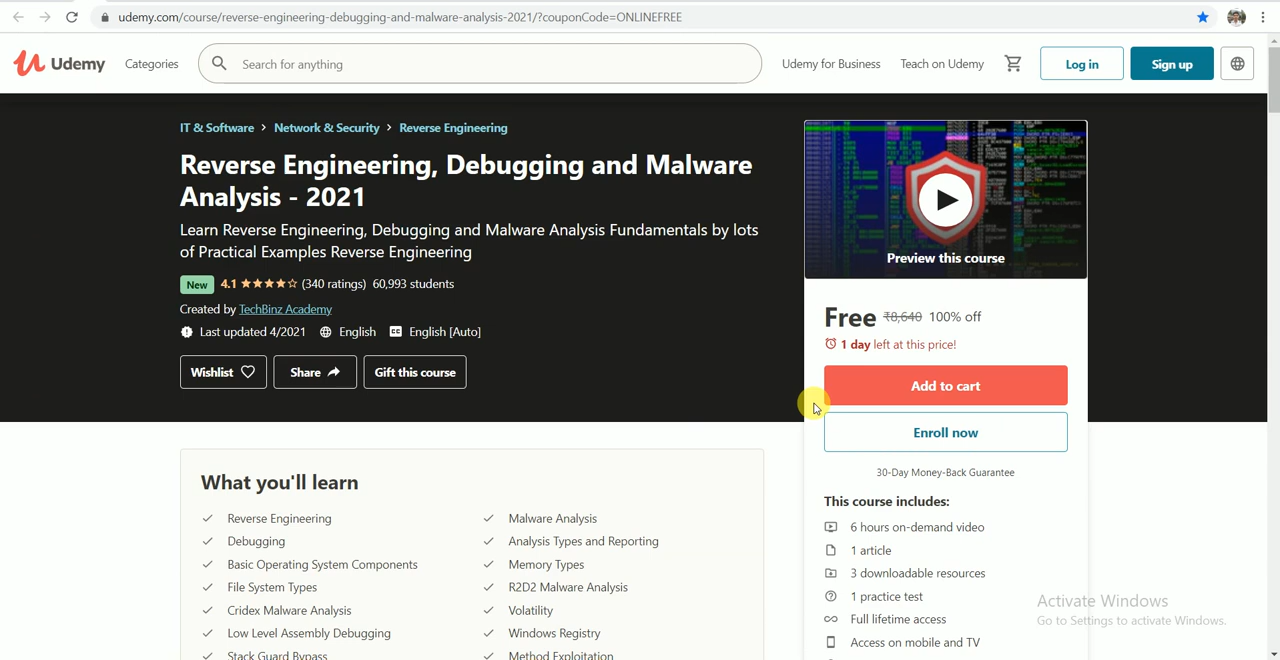 udemy.com/course/reverse-engineering-debugging-and-malware-analysis-2021/?couponCode=ONLINEFREE
Udemy Categories Search for anything Udemy for Business Teach on Udemy Log in Sign up
IT & Software > Network & Security > Reverse Engineering
Reverse Engineering, Debugging and Malware
Analysis - 2021
Learn Reverse Engineering, Debugging and Malware Analysis Fundamentals by lots
of Practical Examples Reverse Engineering
New 4.1 (340 ratings) 60,993 students
Created by TechBinz Academy
Last updated 4/2021 English English [Auto]
Wishlist Share Gift this course
Preview this course
Free ₹8,640 100% off
1 day left at this price!
Add to cart
Enroll now
30-Day Money-Back Guarantee
This course includes:
6 hours on-demand video
1 article
3 downloadable resources
1 practice test
Full lifetime access
Access on mobile and TV
What you'll learn
Reverse Engineering
Debugging
Basic Operating System Components
File System Types
Cridex Malware Analysis
Low Level Assembly Debugging
Stack Guard Bypass
Malware Analysis
Analysis Types and Reporting
Memory Types
R2D2 Malware Analysis
Volatility
Windows Registry
Method Exploitation
Activate Windows
Go to Settings to activate Windows.